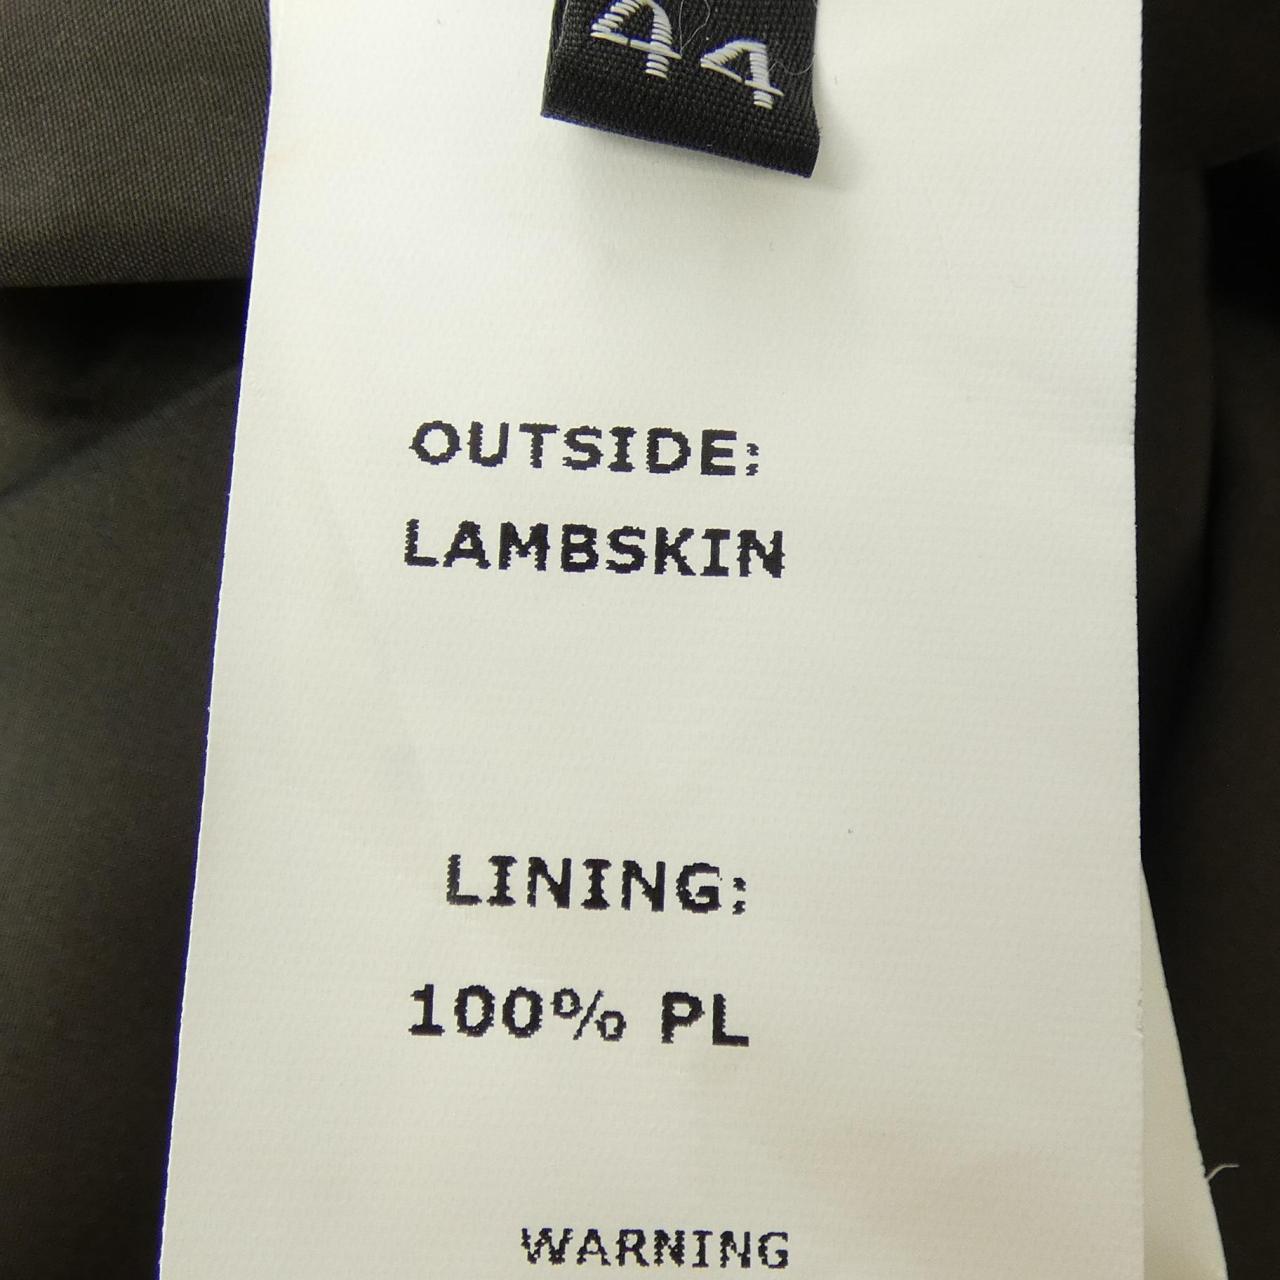 44
OUTSIDE:
LAMBSKIN
LINING:
100% PL
WARNING